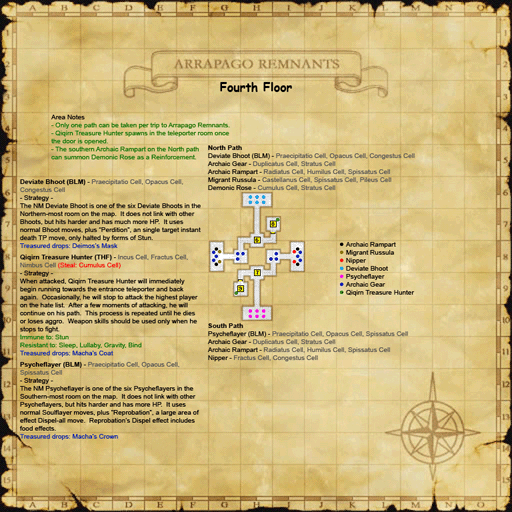 A B C D E F G H I J K L M N O
ARRAPAGO REMNANTS
Fourth Floor
Area Notes
- Only one path can be taken per trip to Arrapago Remnants.
- Qiqirn Treasure Hunter spawns in the teleporter room once
the door is opened.
- The southern Archaic Rampart on the North path
can summon Demonic Rose as a Reinforcement.
North Path
Deviate Bhoot (BLM) - Praecipitatio Cell, Opacus Cell, Congestus Cell
Archaic Gear - Duplicatus Cell, Stratus Cell
Archaic Rampart - Radiatus Cell, Humilus Cell, Spissatus Cell
Migrant Russula - Castellanus Cell, Spissatus Cell, Pileus Cell
Demonic Rose - Cumulus Cell, Stratus Cell
Deviate Bhoot (BLM) - Praecipitatio Cell, Opacus Cell,
Congestus Cell
- Strategy -
The NM Deviate Bhoot is one of the six Deviate Bhoots in the
Northern-most room on the map. It does not link with other
Bhoots, but hits harder and has much more HP. It uses
normal Bhoot moves, plus "Perdition", an single target instant
death TP move, only halted by forms of Stun.
Treasured drops: Deimos's Mask
Qiqirn Treasure Hunter (THF) - Incus Cell, Fractus Cell,
Nimbus Cell (Steal: Cumulus Cell)
- Strategy -
When attacked, Qiqirn Treasure Hunter will immediately
begin running towards the entrance teleporter and back
again. Occasionally, he will stop to attack the highest player
on the hate list. After a few moments of attacking, he will
continue on his path. This process is repeated until he dies
or loses aggro. Weapon skills should be used only when he
stops to fight.
Immune to: Stun
Resistant to: Sleep, Lullaby, Gravity, Bind
Treasured drops: Macha's Coat
Psycheflayer (BLM) - Praecipitatio Cell, Opacus Cell,
Spissatus Cell
- Strategy -
The NM Psycheflayer is one of the six Psycheflayers in the
Southern-most room on the map. It does not link with other
Psycheflayers, but hits harder and has more HP. It uses
normal Soulflayer moves, plus "Reprobation", a large area of
effect Dispel-all move. Reprobation's Dispel effect includes
food effects.
Treasured drops: Macha's Crown
6
7
Archaic Rampart
Migrant Russula
Nipper
Deviate Bhoot
Psycheflayer
Archaic Gear
Qiqirn Treasure Hunter
South Path
Psycheflayer (BLM) - Praecipitatio Cell, Opacus Cell, Spissatus Cell
Archaic Gear - Duplicatus Cell, Stratus Cell
Archaic Rampart - Radiatus Cell, Humilus Cell, Spissatus Cell
Nipper - Fractus Cell, Congestus Cell